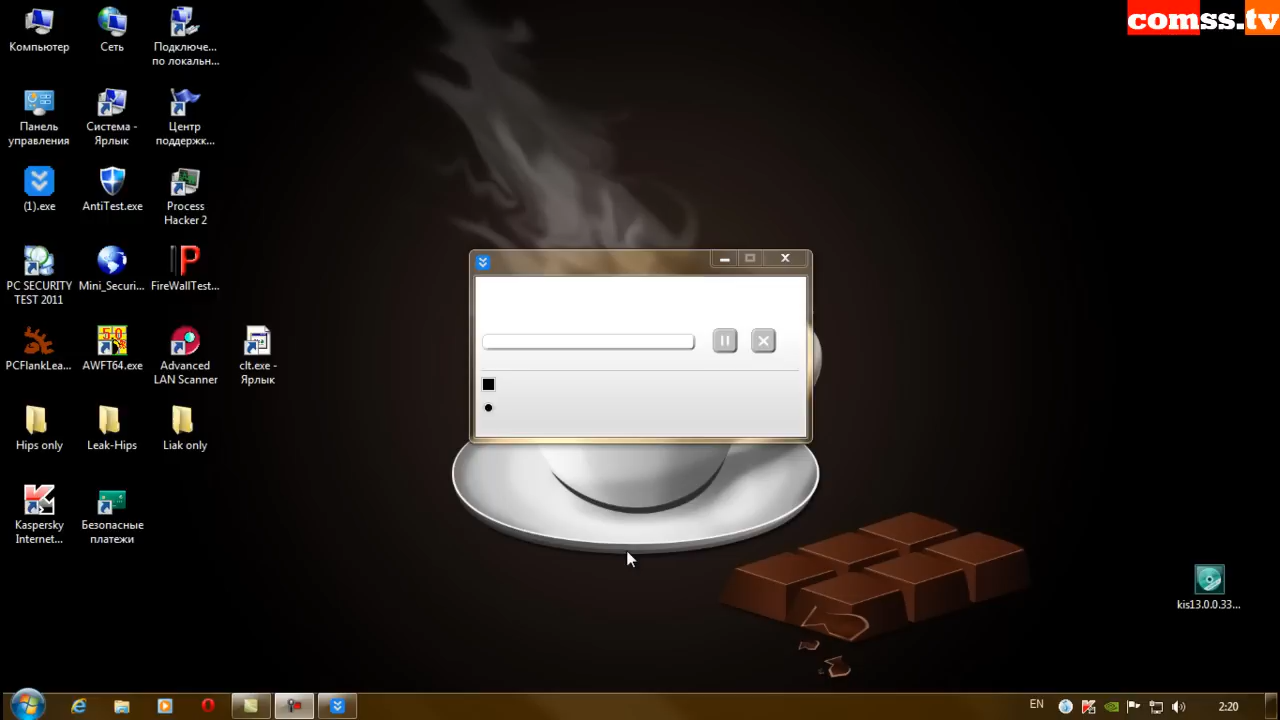 comss.tv
Компьютер
Сеть
Подключе...
по локальн...
Панель
управления
Система -
Ярлык
Центр
поддержк...
(1).exe
AntiTest.exe
Process
Hacker 2
PC SECURITY
TEST 2011
Mini_Securi...
FireWallTest...
PCFlankLea...
AWFT64.exe
Advanced
LAN Scanner
clt.exe -
Ярлык
Hips only
Leak-Hips
Liak only
Kaspersky
Internet...
Безопасные
платежи
kis13.0.0.33...
EN
2:20